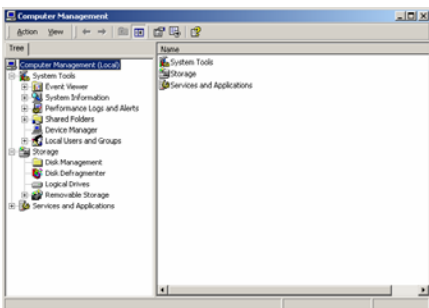 Computer Management
Action View
Tree
Name
Computer Management (Local)
System Tools
Event Viewer
System Information
Performance Logs and Alerts
Shared Folders
Device Manager
Local Users and Groups
Storage
Disk Management
Disk Defragmenter
Logical Drives
Removable Storage
Services and Applications
System Tools
Storage
Services and Applications